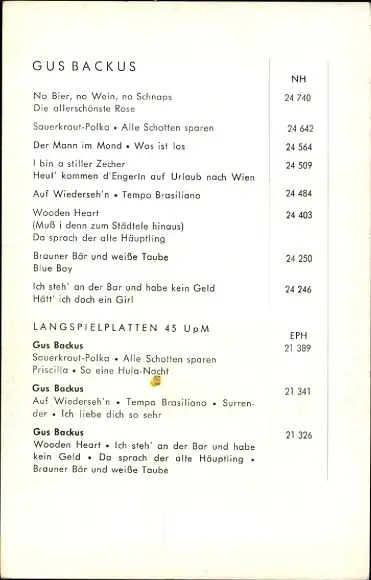 GUS BACKUS
NH
No Bier, no Wein, no Schnaps 24 740
Die allerschönste Rose
Sauerkraut-Polka • Alle Schotten sparen 24 642
Der Mann im Mond • Was ist los 24 564
I bin a stiller Zecher 24 509
Heut' kommen d'Engerln auf Urlaub nach Wien
Auf Wiederseh'n • Tempo Brasiliano 24 484
Wooden Heart 24 403
(Muß i denn zum Städtele hinaus)
Da sprach der alte Häuptling
Brauner Bär und weiße Taube 24 250
Blue Boy
Ich steh' an der Bar und habe kein Geld 24 246
Hätt' ich doch ein Girl
LANGSPIELPLATTEN 45 UpM
EPH
Gus Backus 21 389
Sauerkraut-Polka • Alle Schotten sparen
Priscilla • So eine Hula-Nacht
Gus Backus 21 341
Auf Wiederseh'n • Tempo Brasiliano • Surren-
der • Ich liebe dich so sehr
Gus Backus 21 326
Wooden Heart • Ich steh' an der Bar und habe
kein Geld • Da sprach der alte Häuptling •
Brauner Bär und weiße Taube